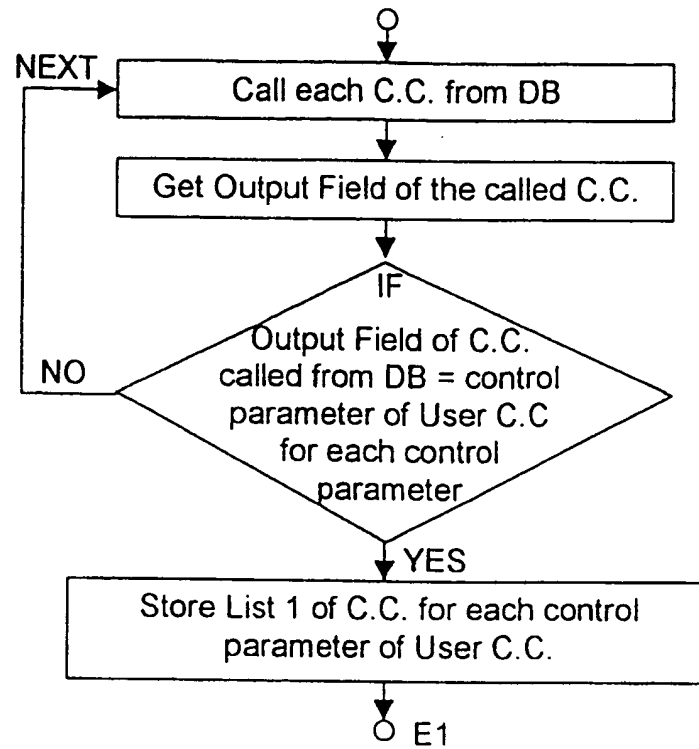 NEXT
Call each C.C. from DB
Get Output Field of the called C.C.
IF
Output Field of C.C.
called from DB = control
parameter of User C.C
for each control
parameter
NO
YES
Store List 1 of C.C. for each control
parameter of User C.C.
E1